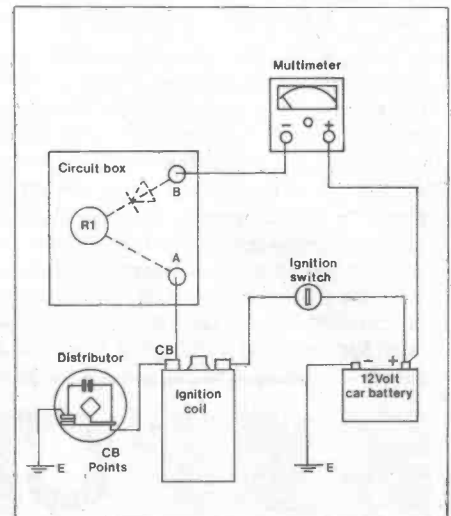 Multimeter
- +
Circuit box
B
R1
A
Ignition
switch
CB
Distributor
- +
Ignition
coil
12Volt
car battery
E
CB
Points
E